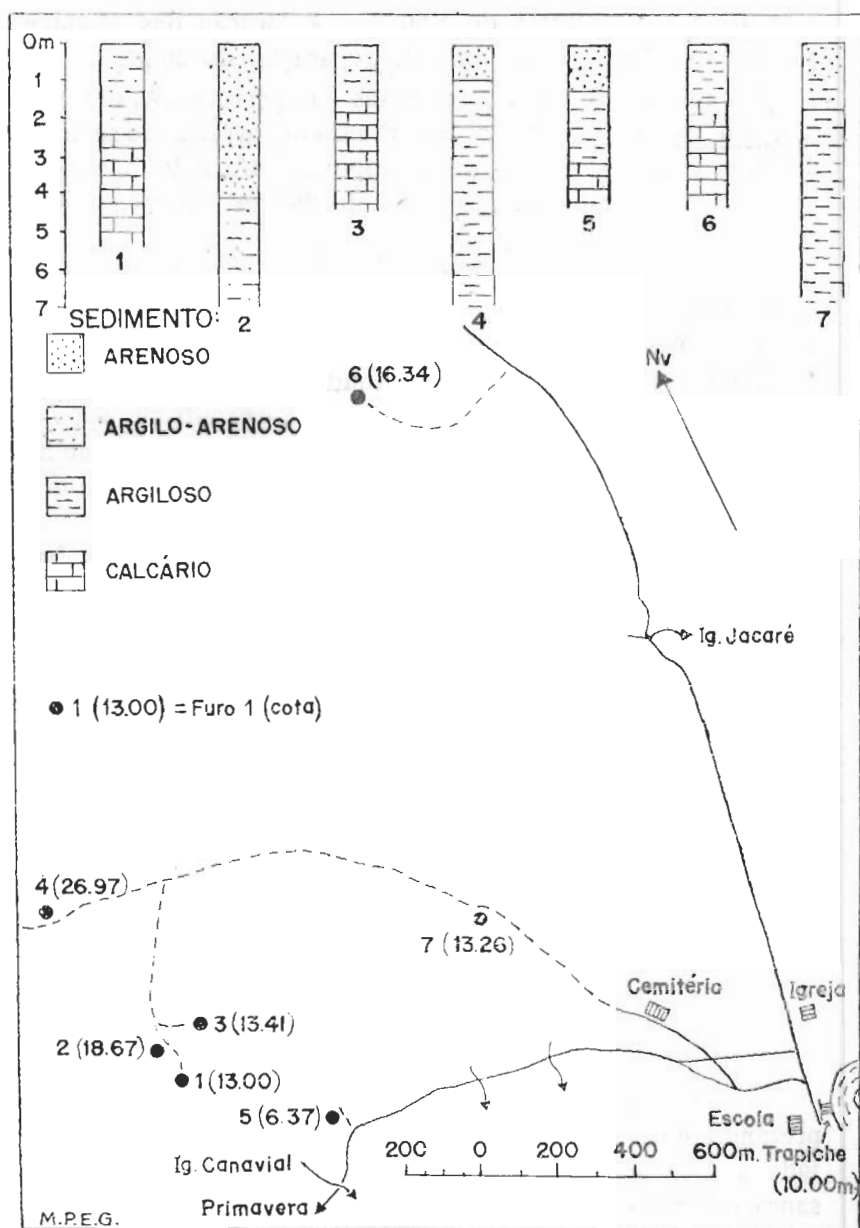 0m
1
2
3
4
5
6
7
1
2
3
4
5
6
7
SEDIMENTO:
ARENOSO
ARGILO-ARENOSO
ARGILOSO
CALCÁRIO
Nv
6 (16.34)
Ig. Jacaré
1 (13.00) = Furo 1 (cota)
4 (26.97)
7 (13.26)
Cemitério
Igreja
3 (13.41)
2 (18.67)
1 (13.00)
5 (6.37)
Escola
Trapiche
(10.00m)
Ig. Canavial
Primavera
200 0 200 400 600m.
M.P.E.G.